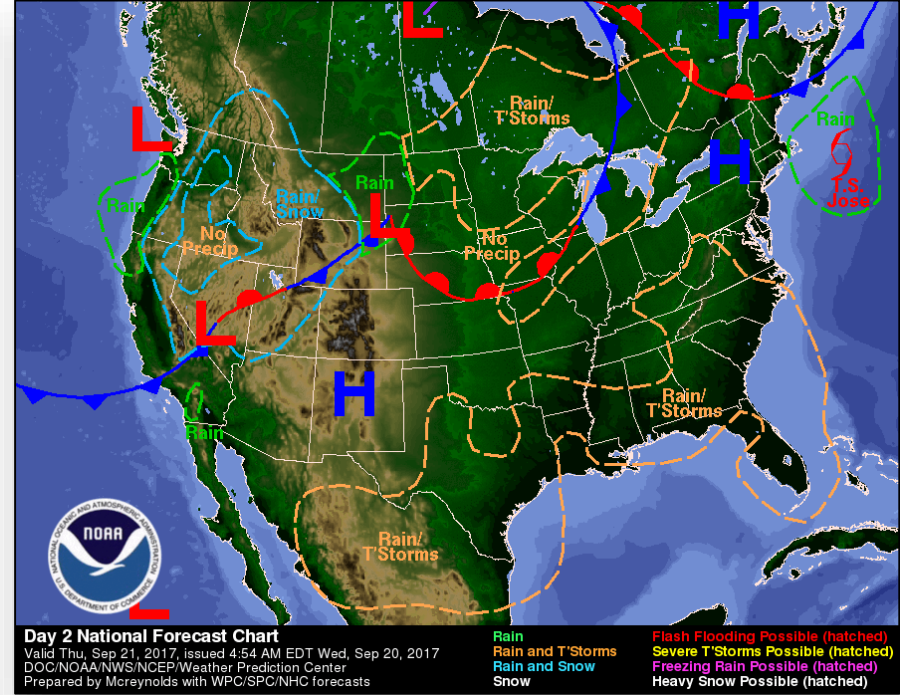 L
H
Rain/
T'Storms
L
Rain
T.S.
Jose
H
Rain
Rain/
Snow
Rain
L
No
Precip
No
Precip
L
H
Rain/
T'Storms
Rain
Rain/
T'Storms
NATIONAL OCEANIC AND ATMOSPHERIC ADMINISTRATION
NOAA
U.S. DEPARTMENT OF COMMERCE
L
Day 2 National Forecast Chart
Valid Thu, Sep 21, 2017, issued 4:54 AM EDT Wed, Sep 20, 2017
DOC/NOAA/NWS/NCEP/Weather Prediction Center
Prepared by Mcreynolds with WPC/SPC/NHC forecasts
Rain
Rain and T'Storms
Rain and Snow
Snow
Flash Flooding Possible (hatched)
Severe T'Storms Possible (hatched)
Freezing Rain Possible (hatched)
Heavy Snow Possible (hatched)